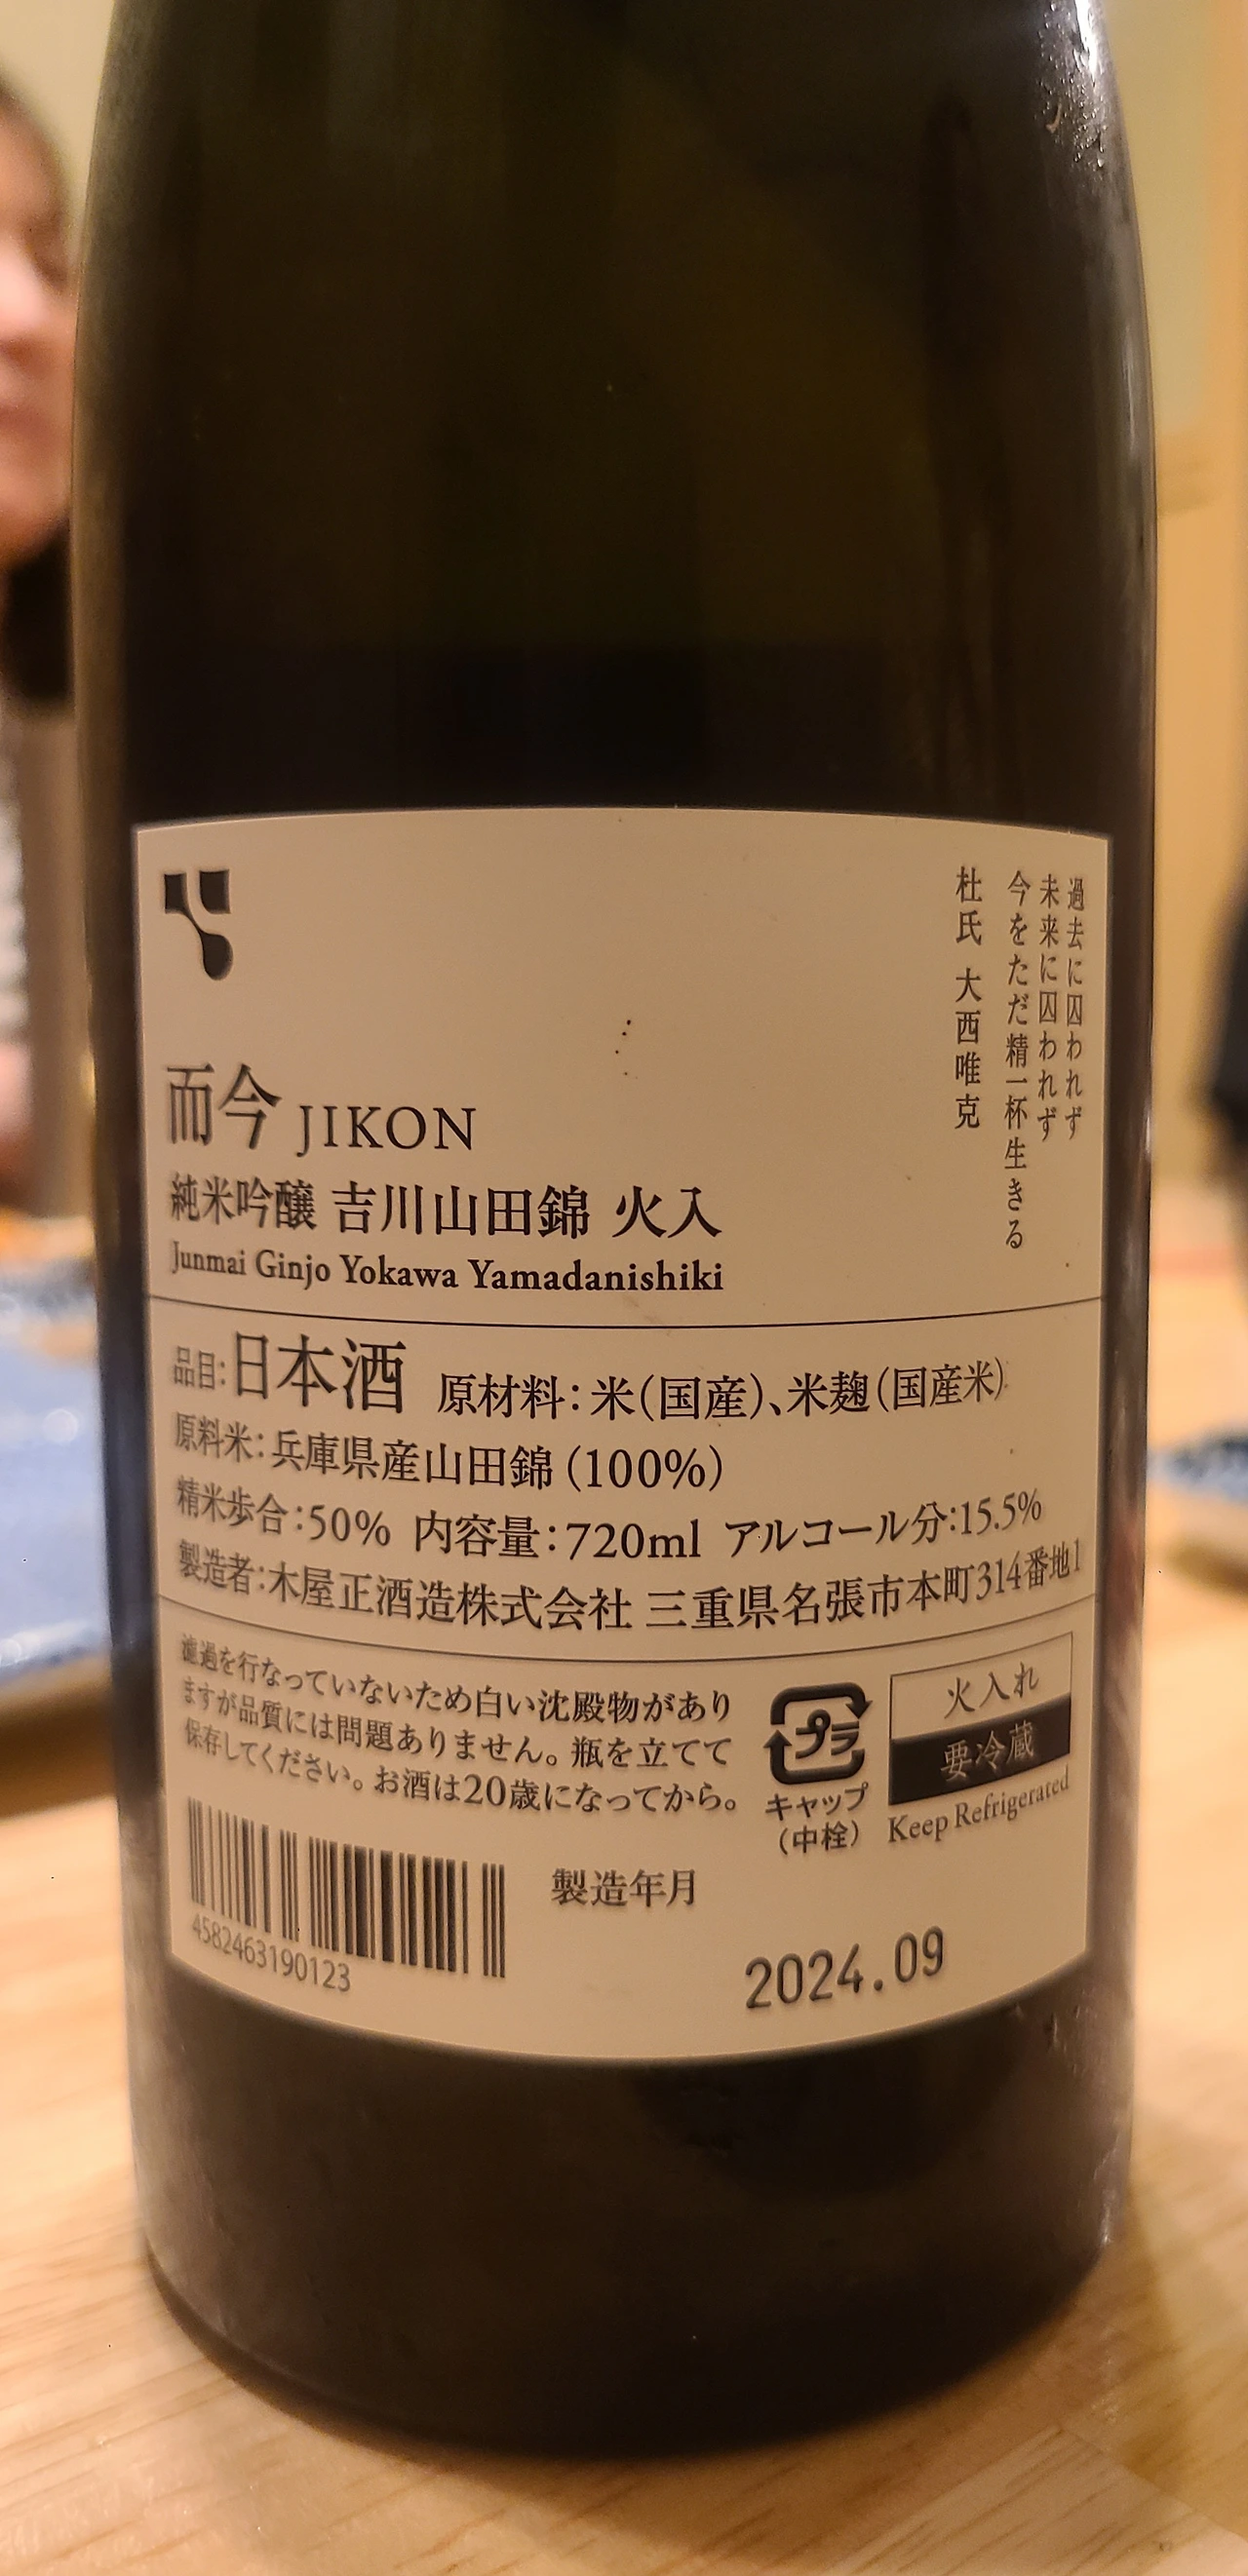 過去に囚われず
未来に囚われず
今をただ精一杯生きる
杜氏 大西唯克
而今 JIKON
純米吟醸 吉川山田錦 火入
Junmai Ginjo Yokawa Yamadanishiki
品目:日本酒 原材料:米(国産)、米麹(国産米)
原料米:兵庫県産山田錦(100%)
精米歩合:50% 内容量:720ml アルコール分:15.5%
製造者:木屋正酒造株式会社 三重県名張市本町314番地1
濾過を行なっていないため白い沈殿物があり
ますが品質には問題ありません。瓶を立てて
保存してください。お酒は20歳になってから。
プラ
キャップ
(中栓)
火入れ
要冷蔵
Keep Refrigerated
4582463190123
製造年月
2024.09